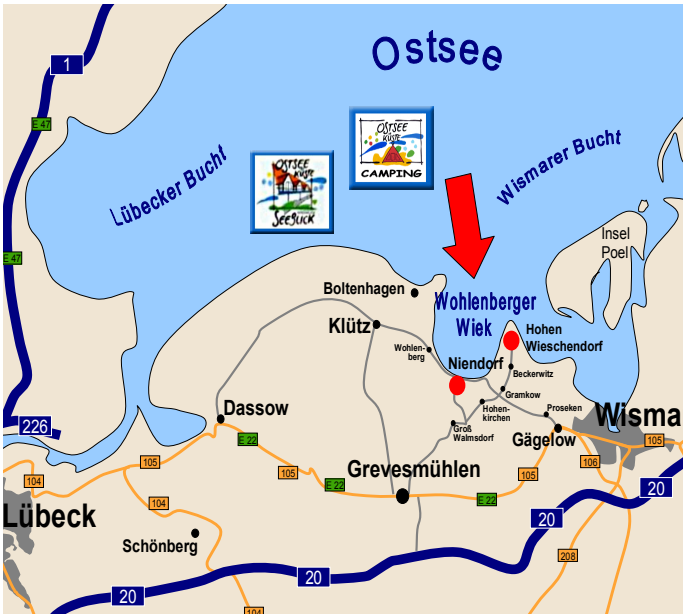 Ostsee
1
E 47
OSTSEE
KÜSTE
CAMPING
Lübecker Bucht
OSTSEE
KÜSTE
SEEBLICK
Wismarer Bucht
Insel
Poel
E 47
Boltenhagen
Wohlenberger
Wiek
Klütz
Hohen
Wieschendorf
Wohlen-
berg
Niendorf
Beckerwitz
Gramkow
Dassow
Hohen-
kirchen
Proseken
Wisma
226
Groß
Walmsdorf
Gägelow
E 22
105
105
105
106
104
105
Grevesmühlen
105
104
E 22
E 22
20
Lübeck
104
20
Schönberg
208
20
20
104